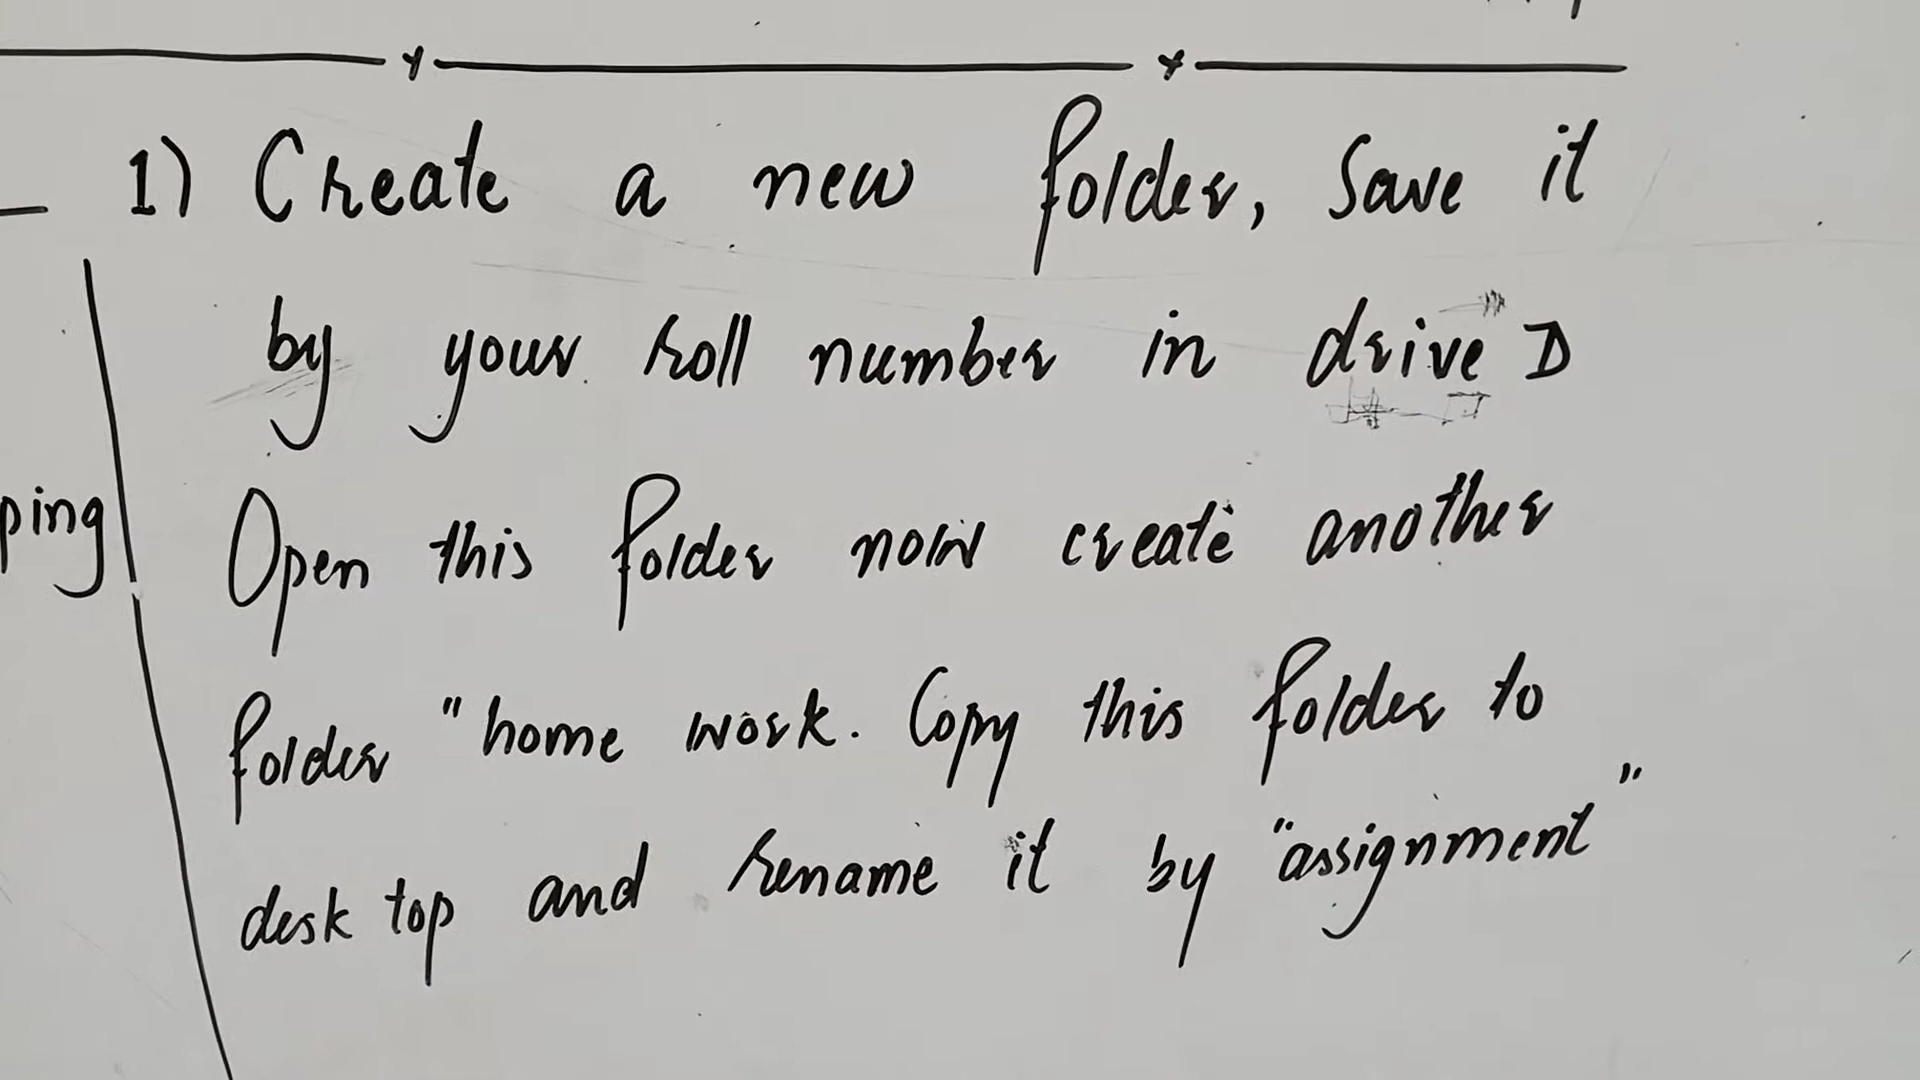 1) Create a new folder, Save it
by your roll number in drive D
ping
Open this folder now create another
folder "home work. Copy this folder to
desk top and rename it by "assignment"